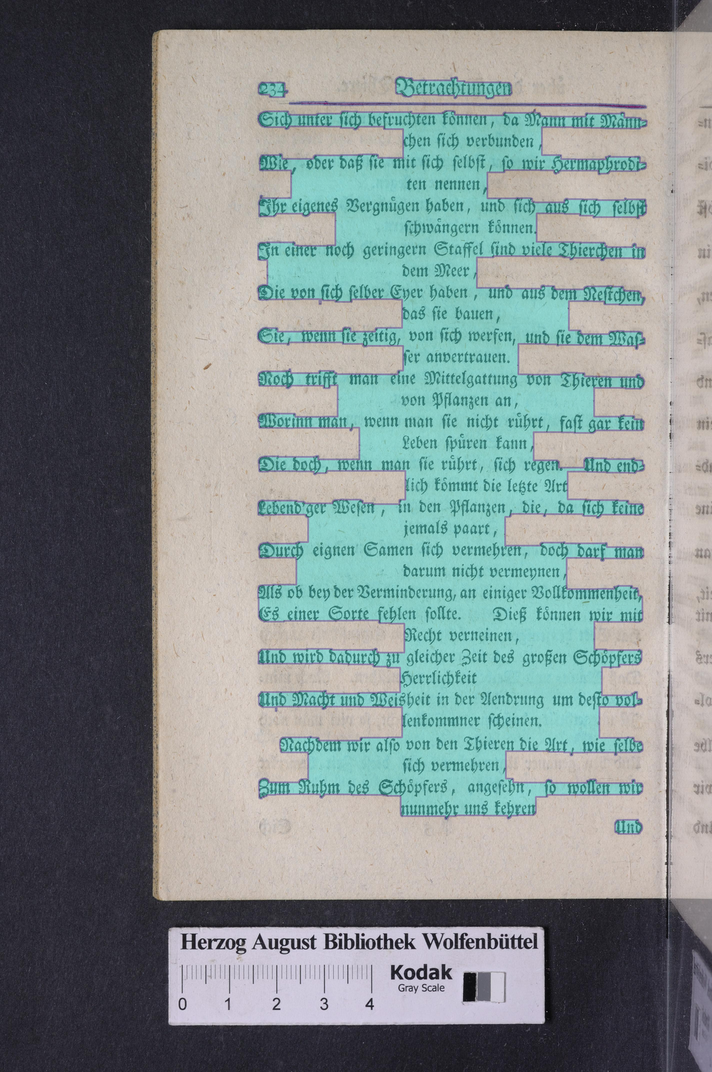 234 Betrachtungen
Sich unter sich befruchten können, da Mann mit Männ-
chen sich verbunden,
Wie, oder daß sie mit sich selbst, so wir Hermaphrodi-
ten nennen,
Ihr eigenes Vergnügen haben, und sich aus sich selbst
schwängern können.
In einer noch geringern Staffel sind viele Thierchen in
dem Meer,
Die von sich selber Eyer haben, und aus dem Nestchen,
das sie bauen,
Sie, wenn sie zeitig, von sich werfen, und sie dem Was-
ser anvertrauen.
Noch trifft man eine Mittelgattung von Thieren und
von Pflanzen an,
Worinn man, wenn man sie nicht rührt, fast gar kein
Leben spüren kann,
Die doch, wenn man sie rührt, sich regen. Und end-
lich kömmt die letzte Art
Lebend'ger Wesen, in den Pflanzen, die, da sich keine
jemals paart,
Durch eignen Samen sich vermehren, doch darf man
darum nicht vermeynen,
Als ob bey der Verminderung, an einiger Vollkommenheit,
Es einer Sorte fehlen sollte. Dieß können wir mit
Recht verneinen,
Und wird dadurch zu gleicher Zeit des großen Schöpfers
Herrlichkeit
Und Macht und Weisheit in der Aendrung um desto vol-
lenkommner scheinen.
Nachdem wir also von den Thieren die Art, wie selbe
sich vermehren,
Zum Ruhm des Schöpfers, angesehn, so wollen wir
nunmehr uns kehren
Und
Herzog August Bibliothek Wolfenbüttel
Kodak
Gray Scale
0 1 2 3 4